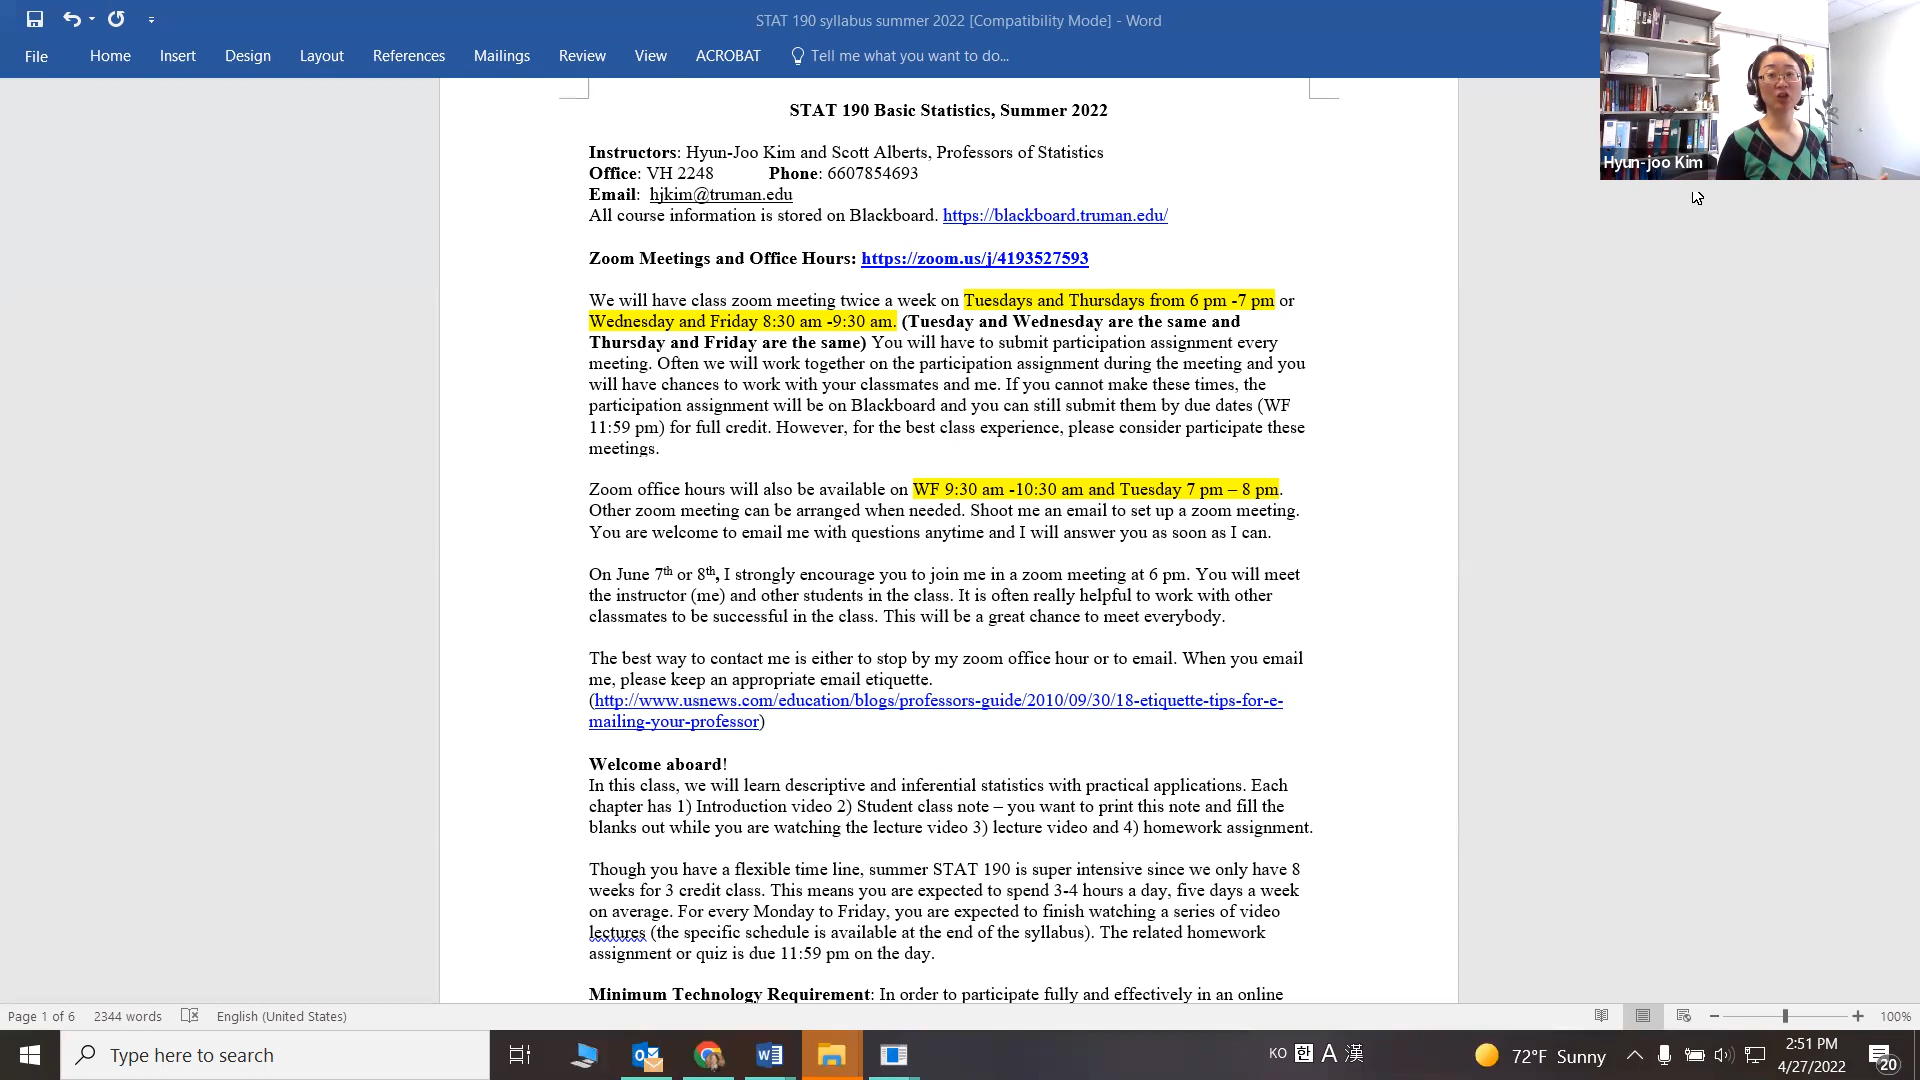 STAT 190 syllabus summer 2022 [Compatibility Mode] - Word
File Home Insert Design Layout References Mailings Review View ACROBAT Tell me what you want to do...
Hyun-joo Kim
STAT 190 Basic Statistics, Summer 2022
Instructors: Hyun-Joo Kim and Scott Alberts, Professors of Statistics
Office: VH 2248 Phone: 6607854693
Email: hjkim@truman.edu
All course information is stored on Blackboard. https://blackboard.truman.edu/
Zoom Meetings and Office Hours: https://zoom.us/j/4193527593
We will have class zoom meeting twice a week on Tuesdays and Thursdays from 6 pm -7 pm or
Wednesday and Friday 8:30 am -9:30 am. (Tuesday and Wednesday are the same and
Thursday and Friday are the same) You will have to submit participation assignment every
meeting. Often we will work together on the participation assignment during the meeting and you
will have chances to work with your classmates and me. If you cannot make these times, the
participation assignment will be on Blackboard and you can still submit them by due dates (WF
11:59 pm) for full credit. However, for the best class experience, please consider participate these
meetings.
Zoom office hours will also be available on WF 9:30 am -10:30 am and Tuesday 7 pm – 8 pm.
Other zoom meeting can be arranged when needed. Shoot me an email to set up a zoom meeting.
You are welcome to email me with questions anytime and I will answer you as soon as I can.
On June 7th or 8th, I strongly encourage you to join me in a zoom meeting at 6 pm. You will meet
the instructor (me) and other students in the class. It is often really helpful to work with other
classmates to be successful in the class. This will be a great chance to meet everybody.
The best way to contact me is either to stop by my zoom office hour or to email. When you email
me, please keep an appropriate email etiquette.
(http://www.usnews.com/education/blogs/professors-guide/2010/09/30/18-etiquette-tips-for-e-
mailing-your-professor)
Welcome aboard!
In this class, we will learn descriptive and inferential statistics with practical applications. Each
chapter has 1) Introduction video 2) Student class note – you want to print this note and fill the
blanks out while you are watching the lecture video 3) lecture video and 4) homework assignment.
Though you have a flexible time line, summer STAT 190 is super intensive since we only have 8
weeks for 3 credit class. This means you are expected to spend 3-4 hours a day, five days a week
on average. For every Monday to Friday, you are expected to finish watching a series of video
lectures (the specific schedule is available at the end of the syllabus). The related homework
assignment or quiz is due 11:59 pm on the day.
Minimum Technology Requirement: In order to participate fully and effectively in an online
Page 1 of 6 2344 words English (United States) 100%
Type here to search KO 한 A 漢 72°F Sunny 2:51 PM
4/27/2022 20